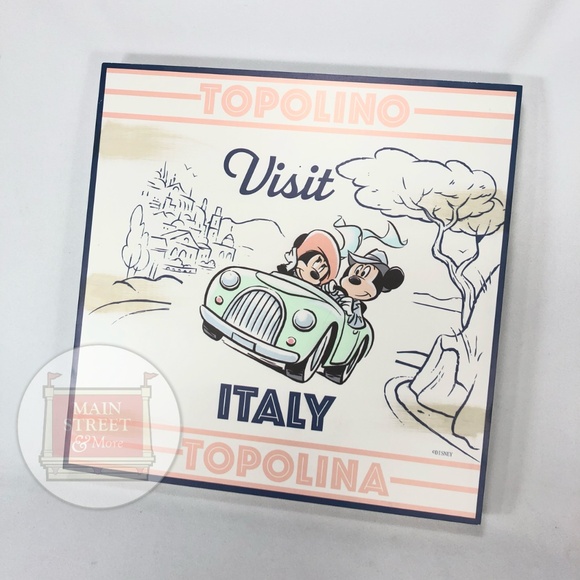 TOPOLINO
Visit
ITALY
TOPOLINA
©DISNEY
MAIN
STREET
& More